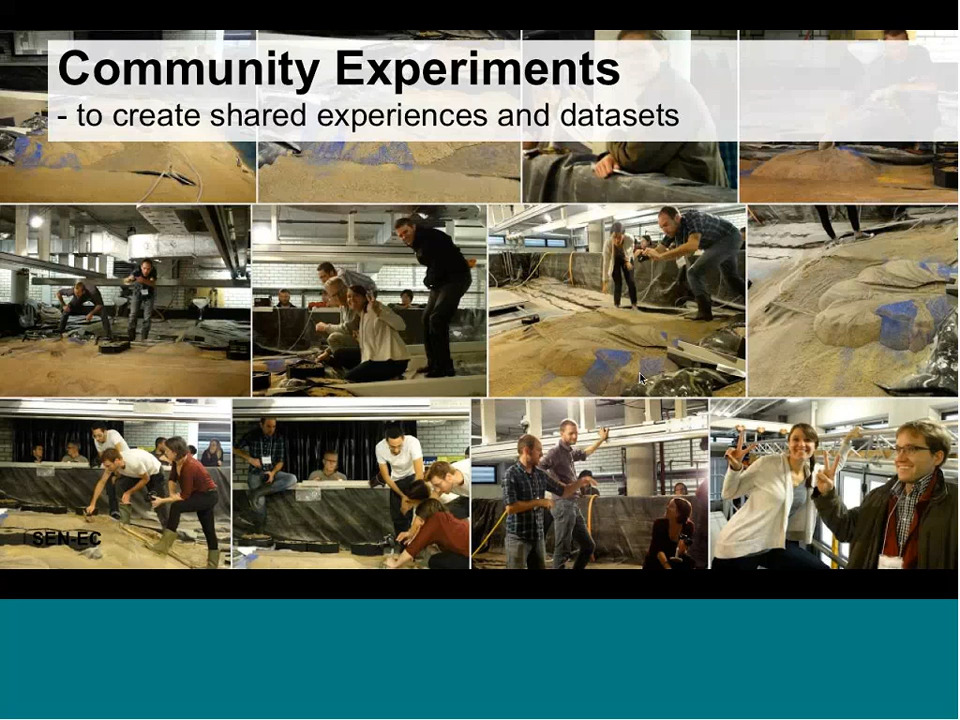 Community Experiments
- to create shared experiences and datasets
SEN-EC